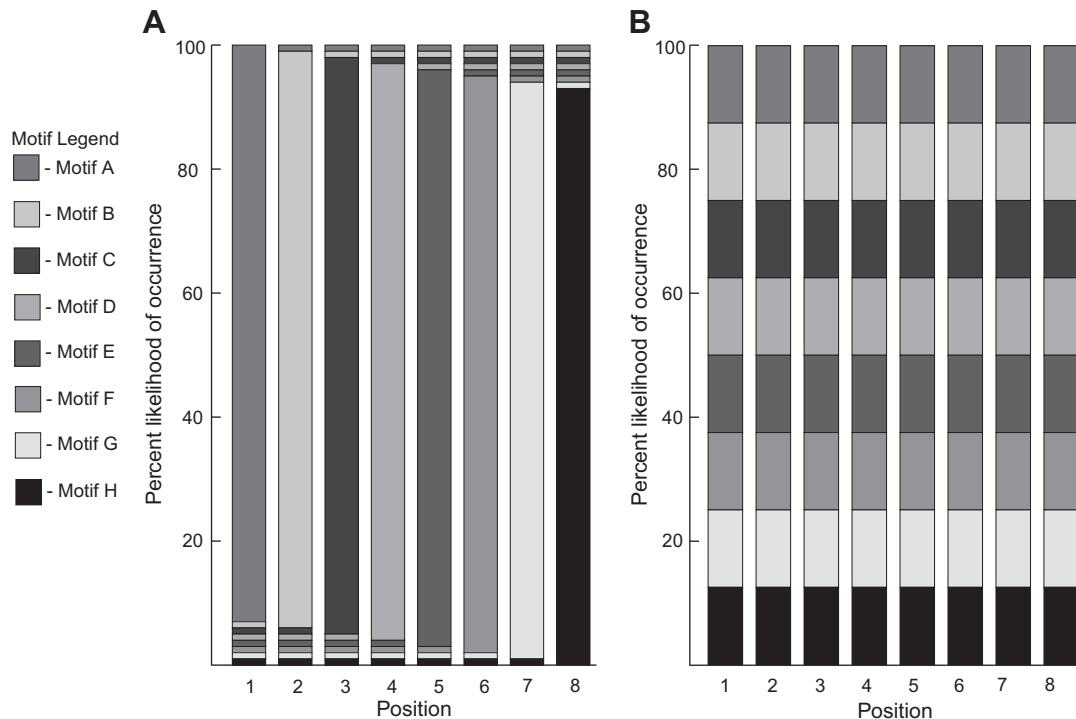 A
B
Motif Legend
- Motif A
- Motif B
- Motif C
- Motif D
- Motif E
- Motif F
- Motif G
- Motif H
Percent likelihood of occurrence
100
80
60
40
20
1 2 3 4 5 6 7 8
Position
Percent likelihood of occurrence
100
80
60
40
20
1 2 3 4 5 6 7 8
Position